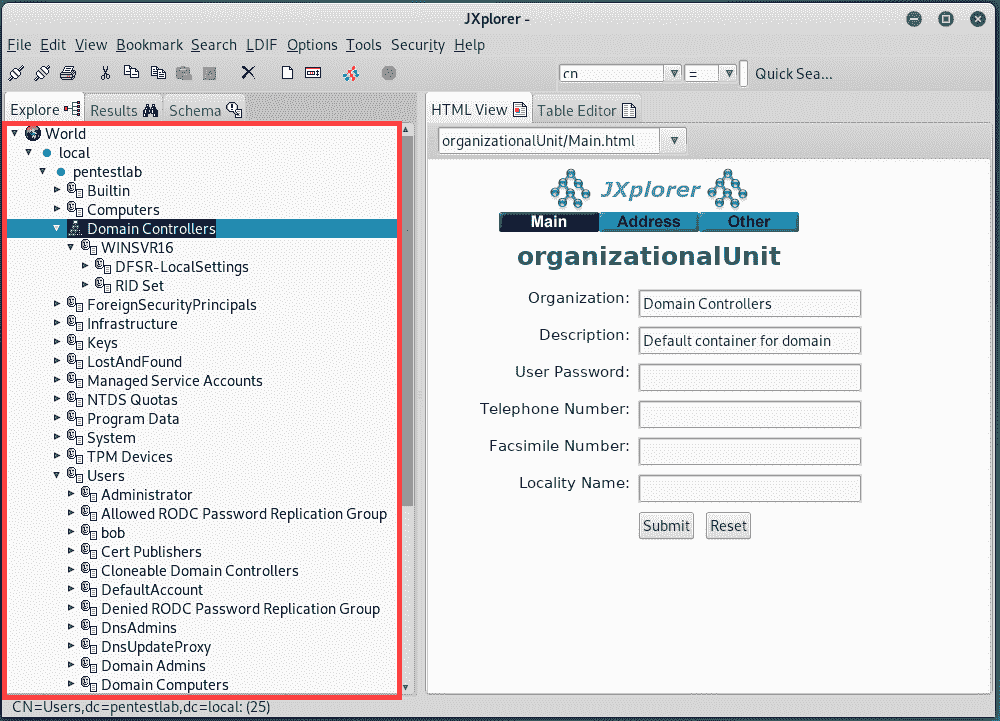 JXplorer -
File Edit View Bookmark Search LDIF Options Tools Security Help
cn = Quick Sea...
Explore Results Schema
World
local
pentestlab
Builtin
Computers
Domain Controllers
WINSVR16
DFSR-LocalSettings
RID Set
ForeignSecurityPrincipals
Infrastructure
Keys
LostAndFound
Managed Service Accounts
NTDS Quotas
Program Data
System
TPM Devices
Users
Administrator
Allowed RODC Password Replication Group
bob
Cert Publishers
Cloneable Domain Controllers
DefaultAccount
Denied RODC Password Replication Group
DnsAdmins
DnsUpdateProxy
Domain Admins
Domain Computers
HTML View Table Editor
organizationalUnit/Main.html
JXplorer
Main Address Other
organizationalUnit
Organization: Domain Controllers
Description: Default container for domain
User Password:
Telephone Number:
Facsimile Number:
Locality Name:
Submit Reset
CN=Users,dc=pentestlab,dc=local: (25)